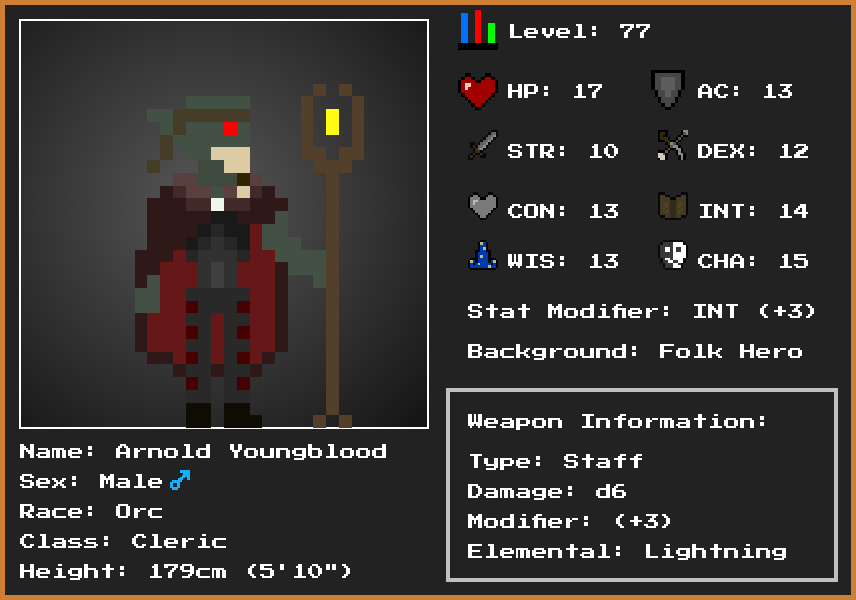 Level: 77
HP: 17 AC: 13
STR: 10 DEX: 12
CON: 13 INT: 14
WIS: 13 CHA: 15
Stat Modifier: INT (+3)
Background: Folk Hero
Weapon Information:
Type: Staff
Damage: d6
Modifier: (+3)
Elemental: Lightning
Name: Arnold Youngblood
Sex: Male♂
Race: Orc
Class: Cleric
Height: 179cm (5'10")